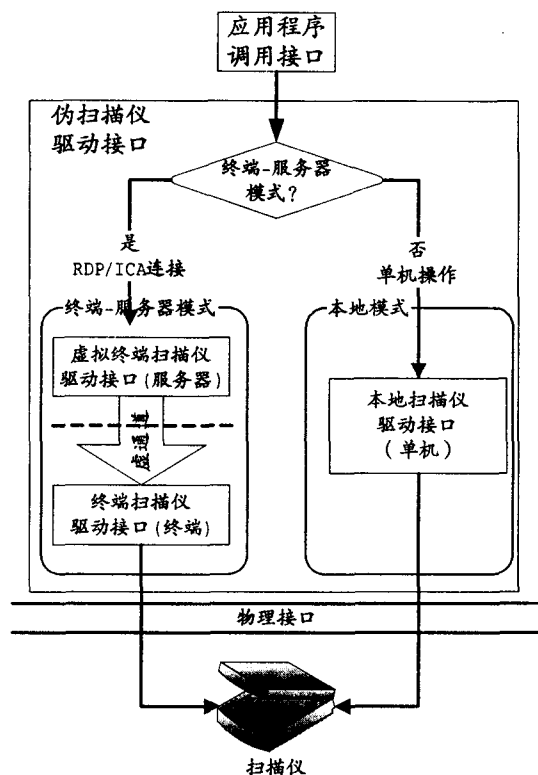 应用程序
调用接口
伪扫描仪
驱动接口
终端-服务器
模式?
是
RDP/ICA连接
否
单机操作
终端-服务器模式
虚拟终端扫描仪
驱动接口(服务器)
虚通道
终端扫描仪
驱动接口(终端)
本地模式
本地扫描仪
驱动接口
(单机)
物理接口
扫描仪